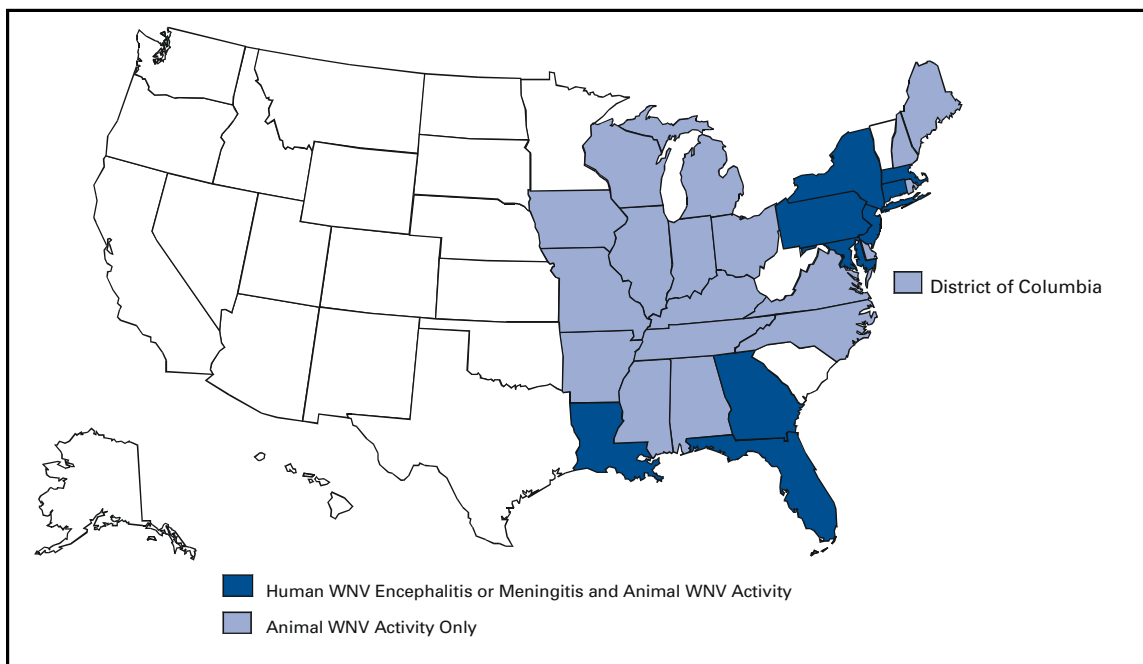 District of Columbia
Human WNV Encephalitis or Meningitis and Animal WNV Activity
Animal WNV Activity Only